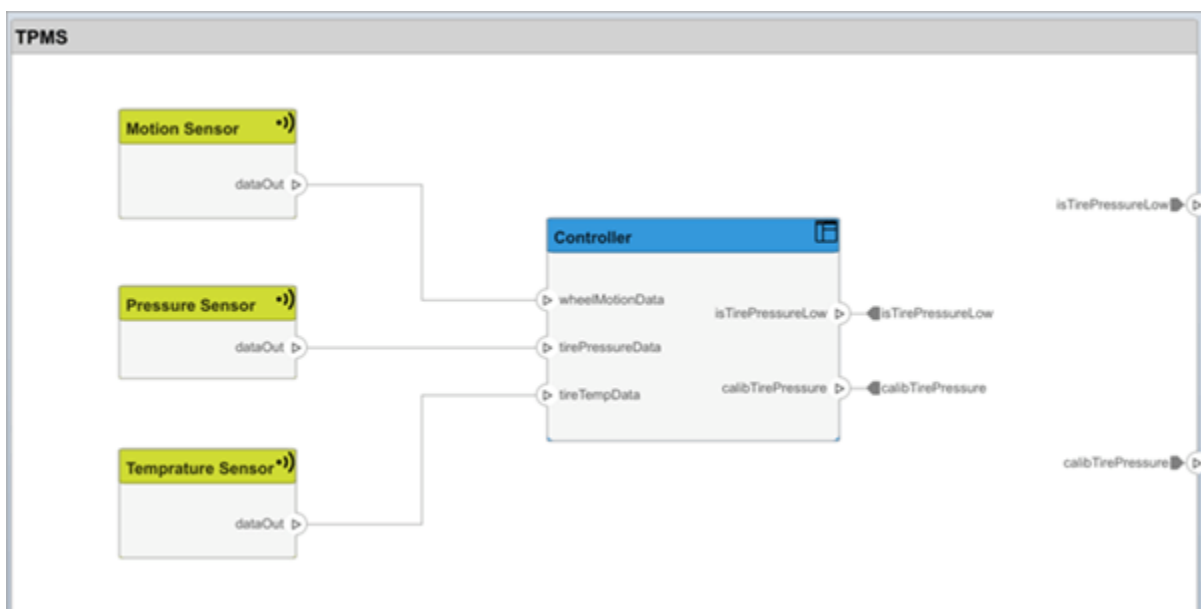 TPMS
Motion Sensor
dataOut
isTirePressureLow
Controller
wheelMotionData
isTirePressureLow
isTirePressureLow
Pressure Sensor
dataOut
tirePressureData
calibTirePressure
calibTirePressure
tireTempData
Temprature Sensor
dataOut
calibTirePressure